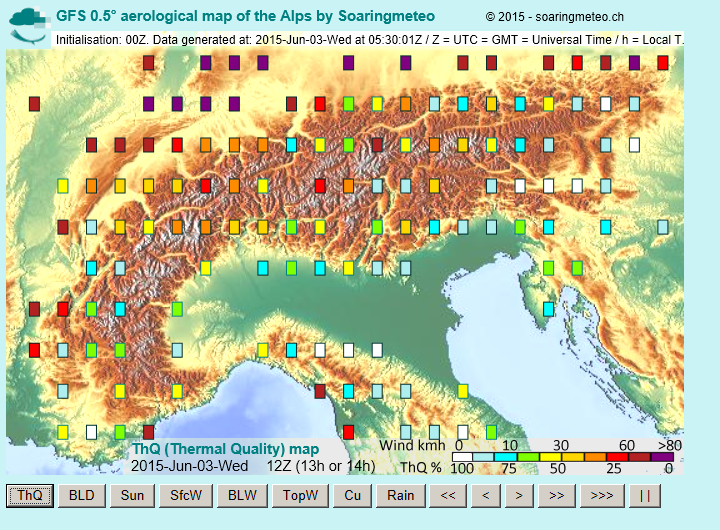 GFS 0.5° aerological map of the Alps by Soaringmeteo © 2015 - soaringmeteo.ch
Initialisation: 00Z. Data generated at: 2015-Jun-03-Wed at 05:30:01Z / Z = UTC = GMT = Universal Time / h = Local T.
ThQ (Thermal Quality) map
2015-Jun-03-Wed 12Z (13h or 14h)
Wind kmh 0 10 30 60 >80
ThQ % 100 75 50 25 0
ThQ BLD Sun SfcW BLW TopW Cu Rain << < > >> >>> | |